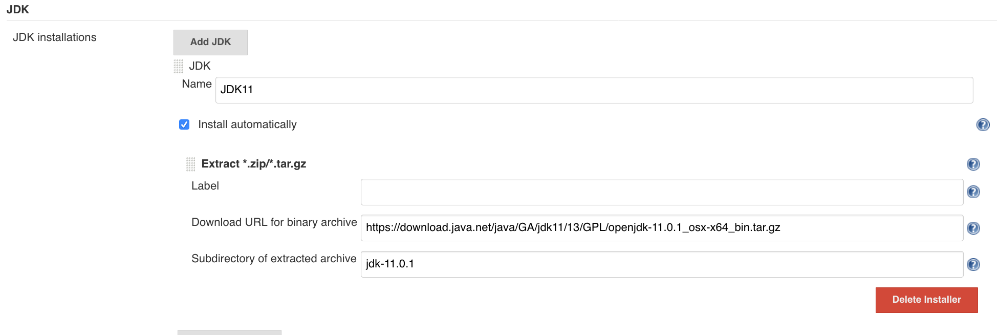 JDK
JDK installations
Add JDK
JDK
Name
JDK11
Install automatically
Extract *.zip/*.tar.gz
Label
Download URL for binary archive
https://download.java.net/java/GA/jdk11/13/GPL/openjdk-11.0.1_osx-x64_bin.tar.gz
Subdirectory of extracted archive
jdk-11.0.1
Delete Installer